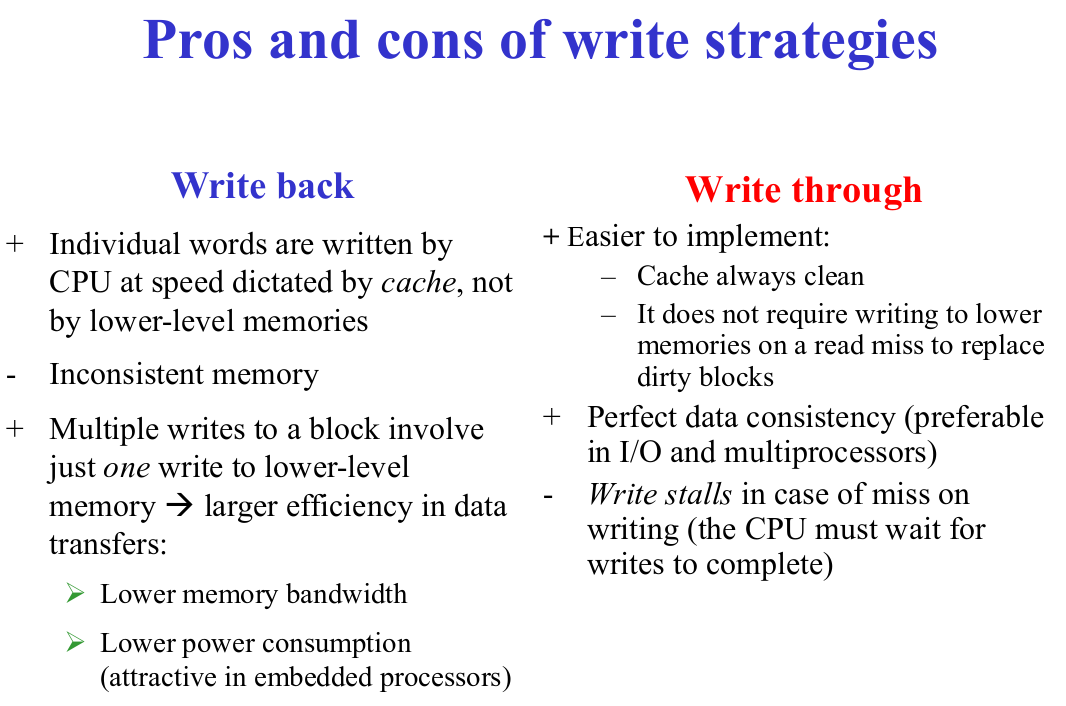 Pros and cons of write strategies
Write back
+ Individual words are written by
CPU at speed dictated by cache, not
by lower-level memories
- Inconsistent memory
+ Multiple writes to a block involve
just one write to lower-level
memory → larger efficiency in data
transfers:
➢ Lower memory bandwidth
➢ Lower power consumption
(attractive in embedded processors)
Write through
+ Easier to implement:
– Cache always clean
– It does not require writing to lower
memories on a read miss to replace
dirty blocks
+ Perfect data consistency (preferable
in I/O and multiprocessors)
- Write stalls in case of miss on
writing (the CPU must wait for
writes to complete)